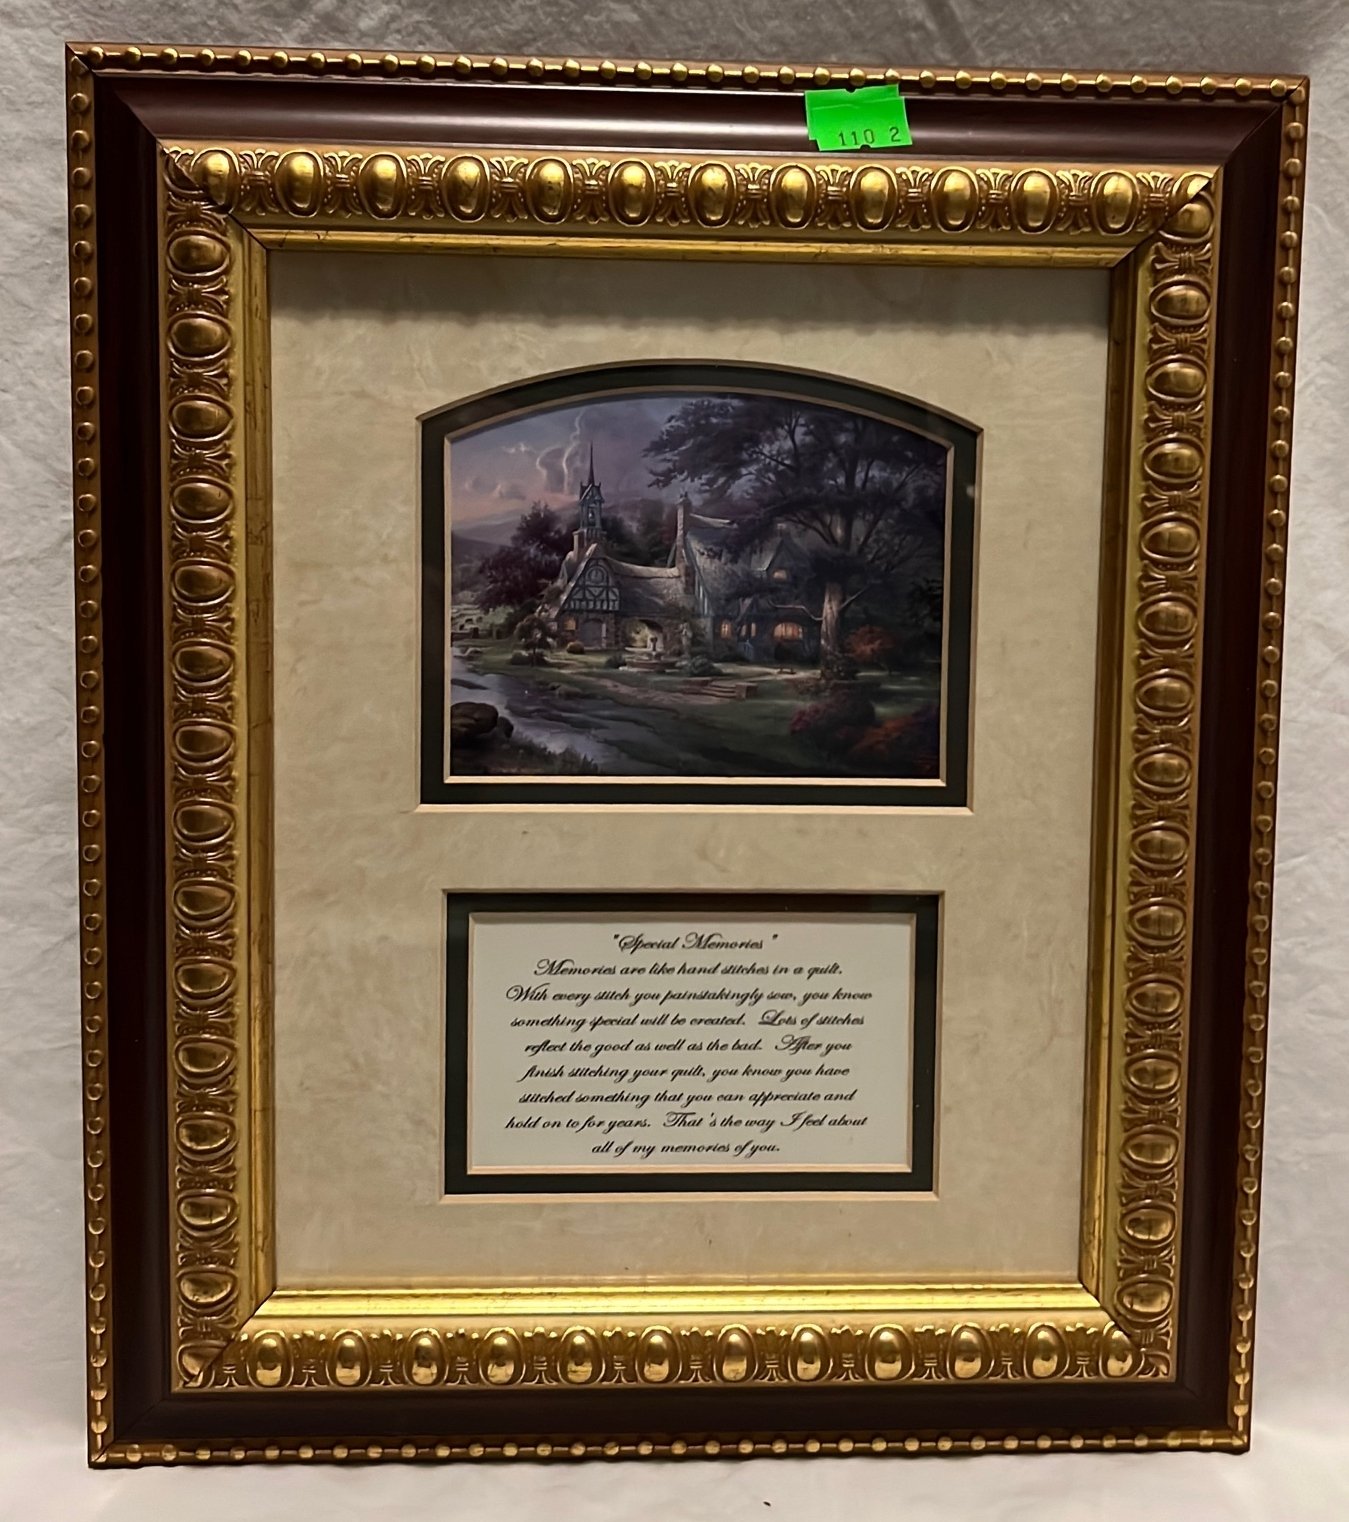 110 2
"Special Memories"
Memories are like hand stitches in a quilt.
With every stitch you painstakingly sew, you know
something special will be created. Lots of stitches
reflect the good as well as the bad. After you
finish stitching your quilt, you know you have
stitched something that you can appreciate and
hold on to for years. That's the way I feel about
all of my memories of you.